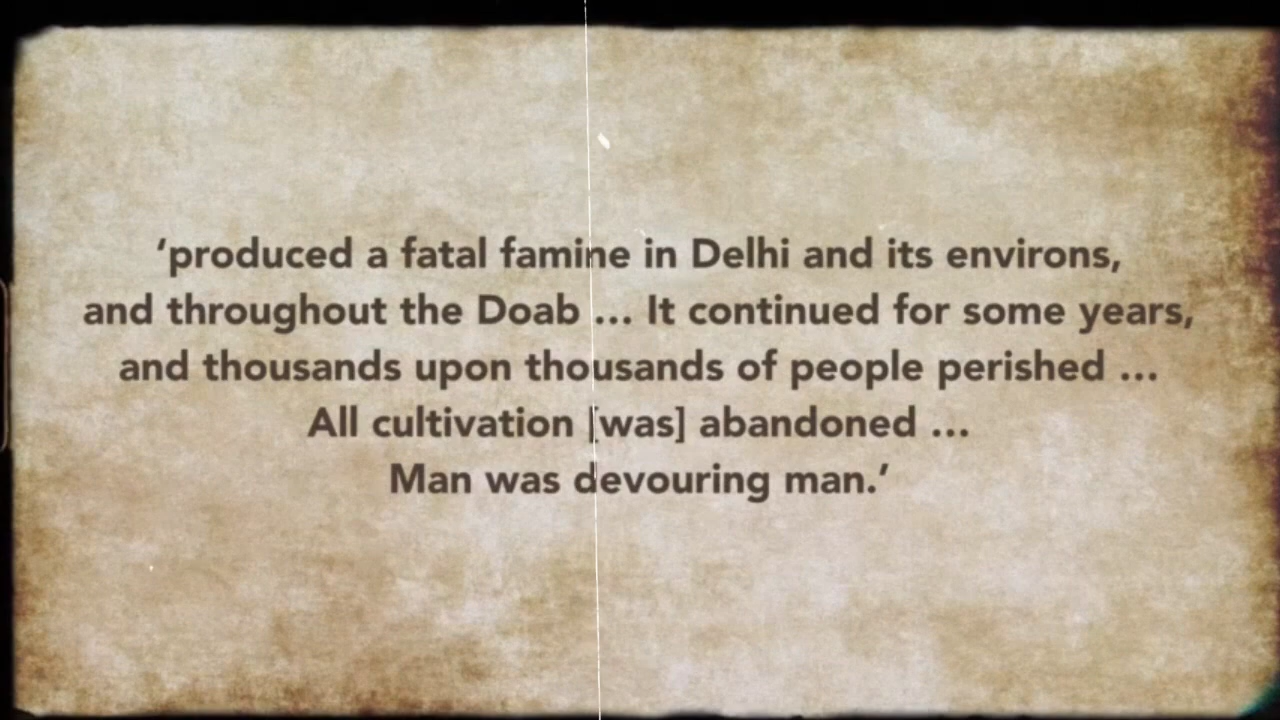 ‘produced a fatal famine in Delhi and its environs,
and throughout the Doab … It continued for some years,
and thousands upon thousands of people perished …
All cultivation [was] abandoned …
Man was devouring man.’